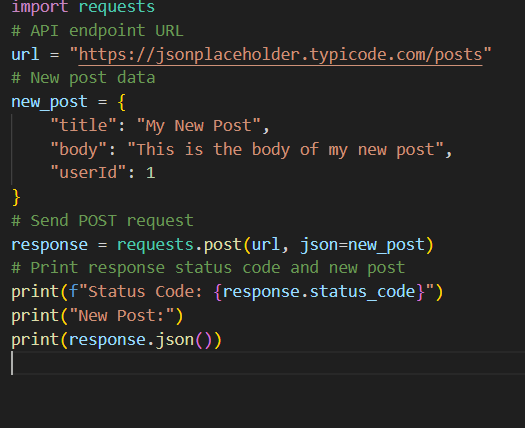 import requests
# API endpoint URL
url = "https://jsonplaceholder.typicode.com/posts"
# New post data
new_post = {
    "title": "My New Post",
    "body": "This is the body of my new post",
    "userId": 1
}
# Send POST request
response = requests.post(url, json=new_post)
# Print response status code and new post
print(f"Status Code: {response.status_code}")
print("New Post:")
print(response.json())